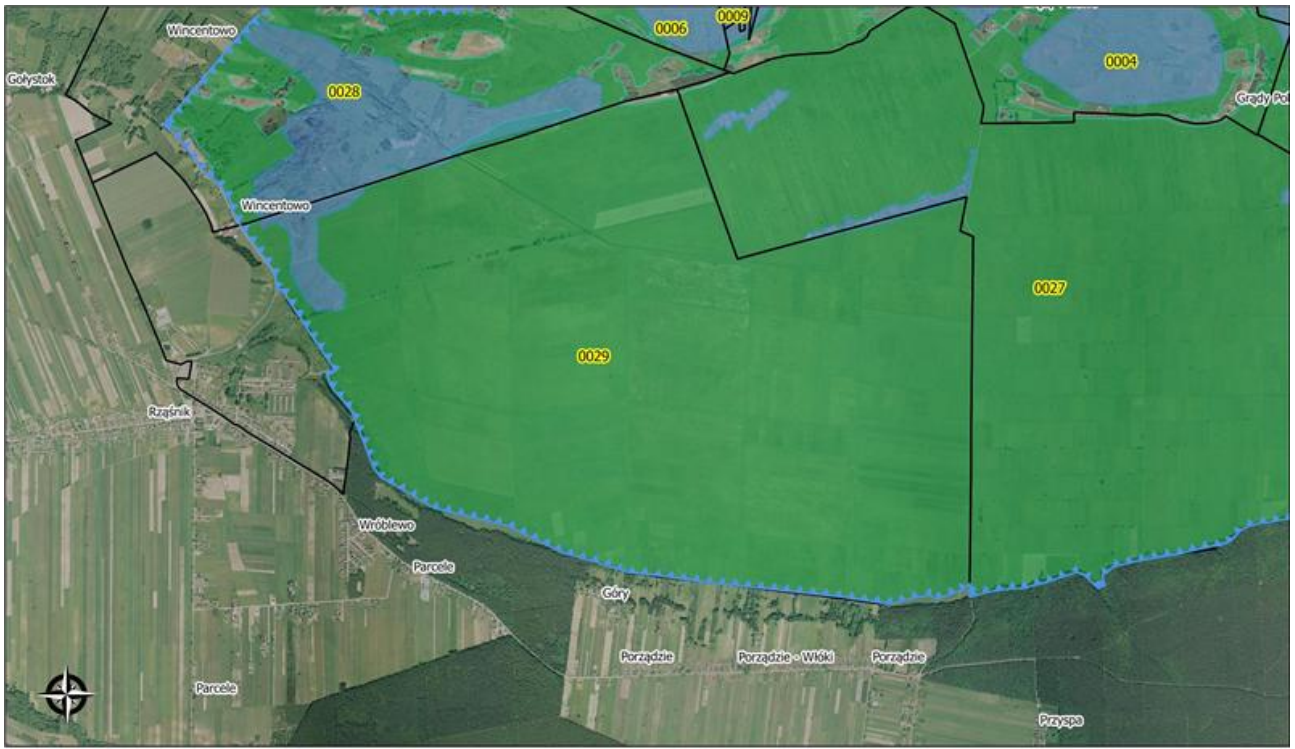 0009
0006
Wincentowo
0004
Gołystok
0028
Grądy Pol
Wincentowo
0027
0029
Rząśnik
Wróblewo
Parcele
Góry
Porządzie
Porządzie - Włóki
Porządzie
Parcele
Przyspa